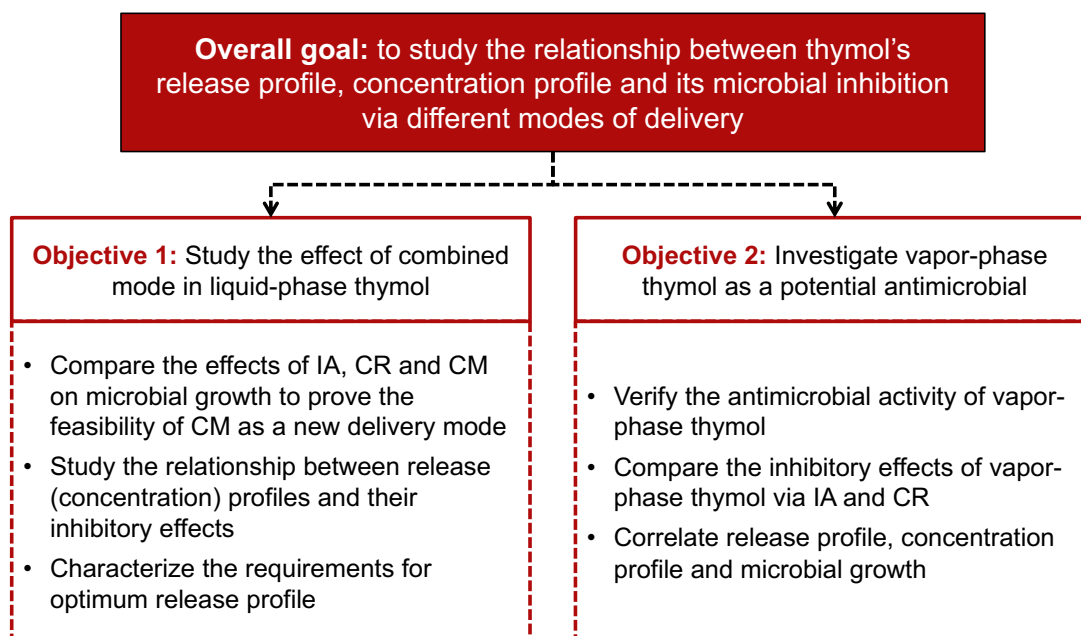 Overall goal: to study the relationship between thymol's
release profile, concentration profile and its microbial inhibition
via different modes of delivery
Objective 1: Study the effect of combined
mode in liquid-phase thymol
• Compare the effects of IA, CR and CM
on microbial growth to prove the
feasibility of CM as a new delivery mode
• Study the relationship between release
(concentration) profiles and their
inhibitory effects
• Characterize the requirements for
optimum release profile
Objective 2: Investigate vapor-phase
thymol as a potential antimicrobial
• Verify the antimicrobial activity of vapor-
phase thymol
• Compare the inhibitory effects of vapor-
phase thymol via IA and CR
• Correlate release profile, concentration
profile and microbial growth